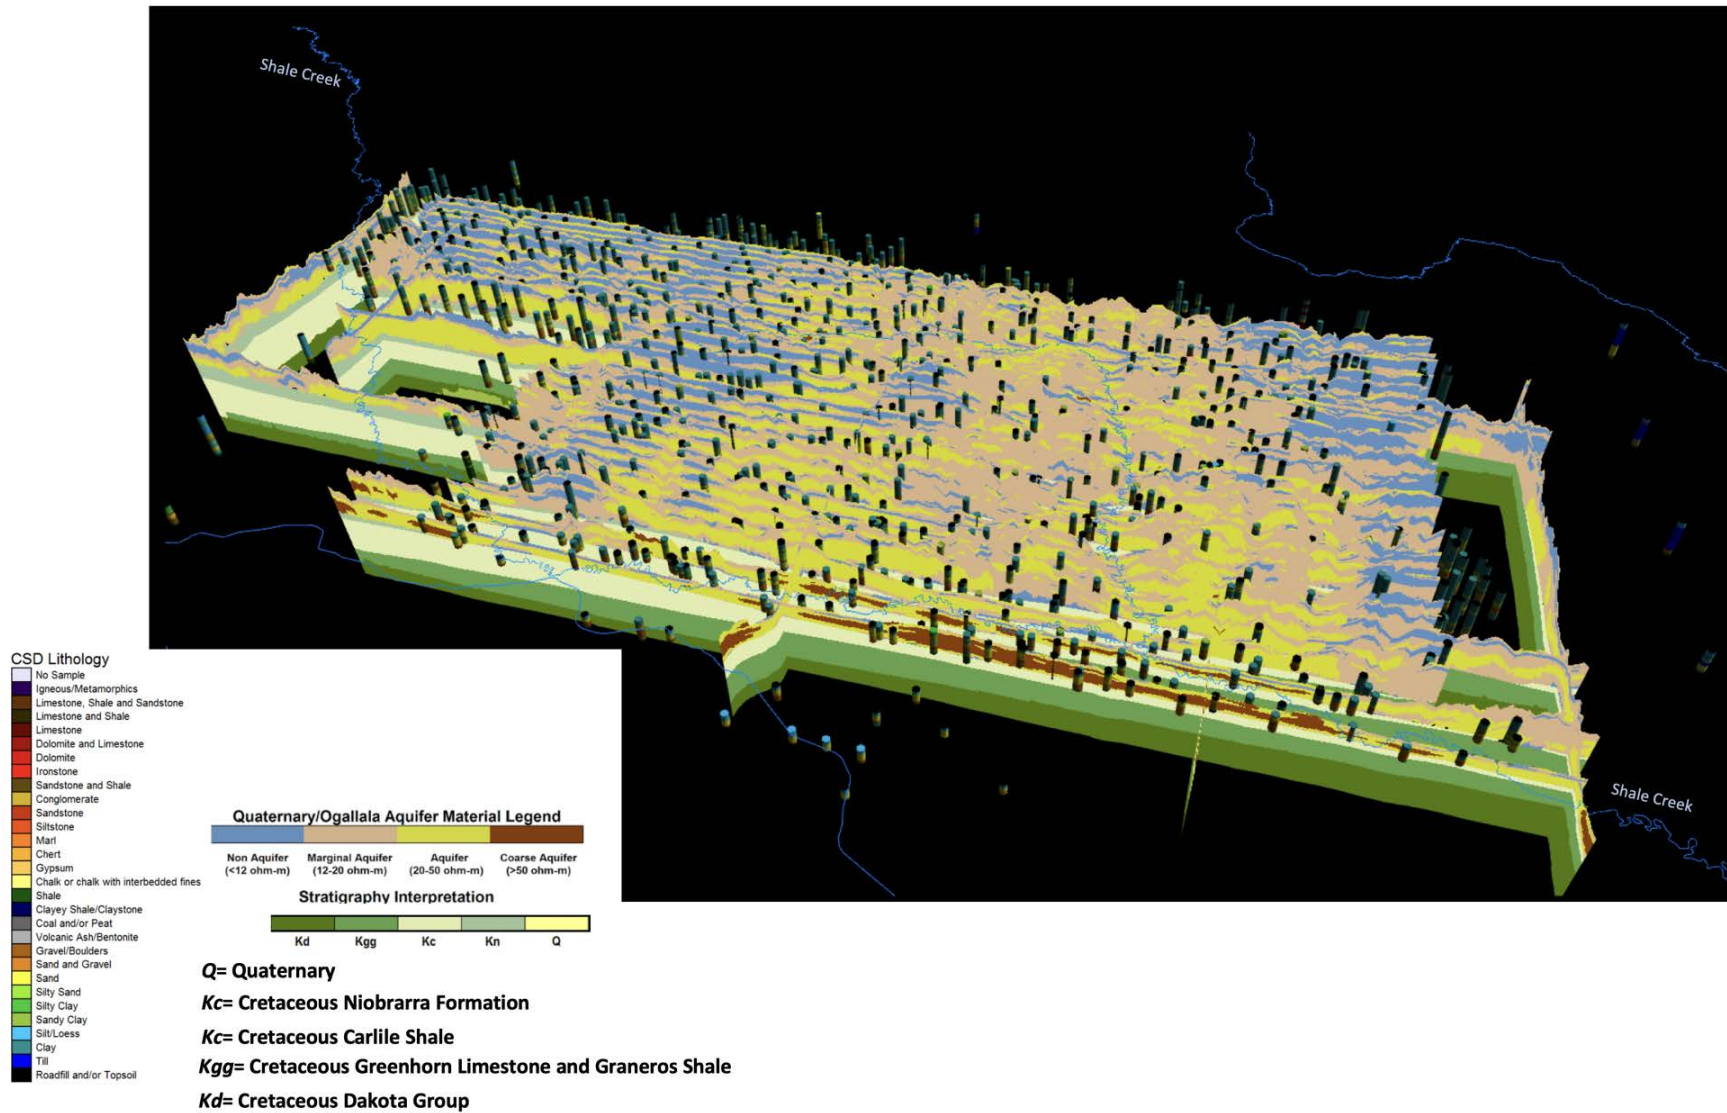 Shale Creek
Shale Creek
CSD Lithology
No Sample
Igneous/Metamorphics
Limestone, Shale and Sandstone
Limestone and Shale
Limestone
Dolomite and Limestone
Dolomite
Ironstone
Sandstone and Shale
Conglomerate
Sandstone
Siltstone
Marl
Chert
Gypsum
Chalk or chalk with interbedded fines
Shale
Clayey Shale/Claystone
Coal and/or Peat
Volcanic Ash/Bentonite
Gravel/Boulders
Sand and Gravel
Sand
Silty Sand
Silty Clay
Sandy Clay
Silt/Loess
Clay
Till
Roadfill and/or Topsoil
Quaternary/Ogallala Aquifer Material Legend
Non Aquifer Marginal Aquifer Aquifer Coarse Aquifer
(<12 ohm-m) (12-20 ohm-m) (20-50 ohm-m) (>50 ohm-m)
Stratigraphy Interpretation
Kd Kgg Kc Kn Q
Q= Quaternary
Kc= Cretaceous Niobrarra Formation
Kc= Cretaceous Carlile Shale
Kgg= Cretaceous Greenhorn Limestone and Graneros Shale
Kd= Cretaceous Dakota Group